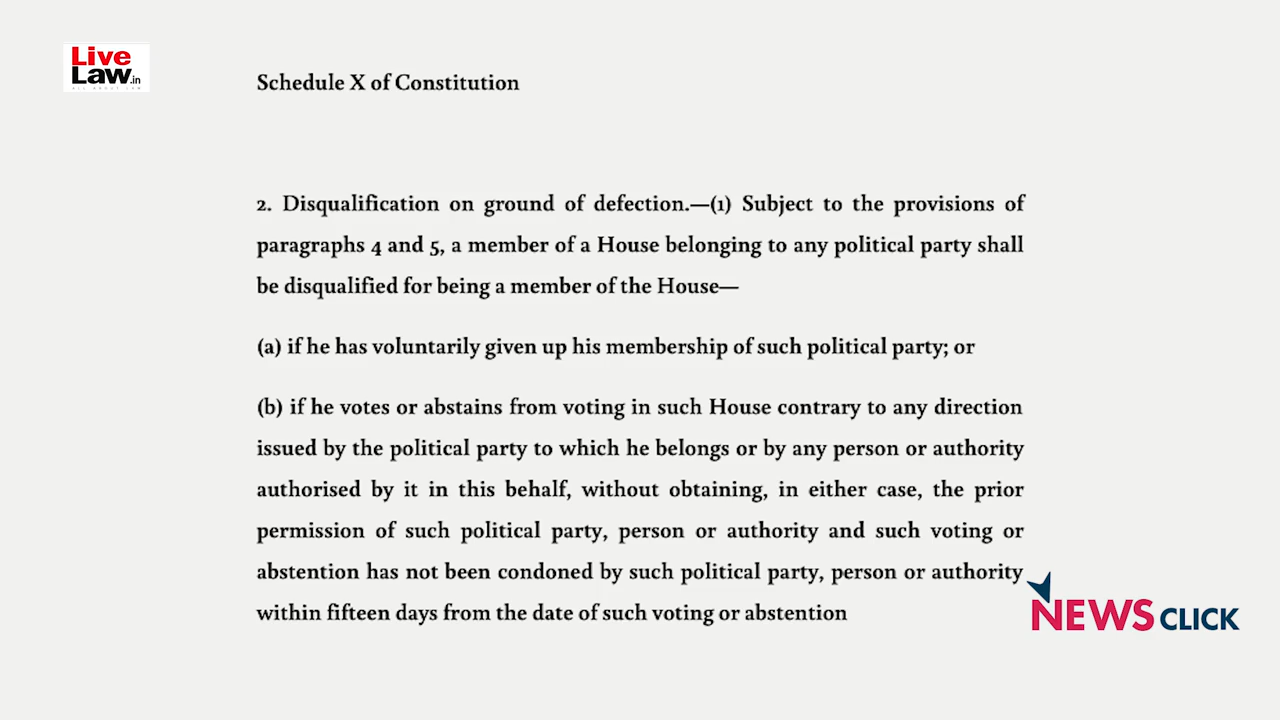 Live
Law.in
ALL ABOUT LAW
Schedule X of Constitution
2. Disqualification on ground of defection.—(1) Subject to the provisions of
paragraphs 4 and 5, a member of a House belonging to any political party shall
be disqualified for being a member of the House—
(a) if he has voluntarily given up his membership of such political party; or
(b) if he votes or abstains from voting in such House contrary to any direction
issued by the political party to which he belongs or by any person or authority
authorised by it in this behalf, without obtaining, in either case, the prior
permission of such political party, person or authority and such voting or
abstention has not been condoned by such political party, person or authority
within fifteen days from the date of such voting or abstention
NEWSCLICK